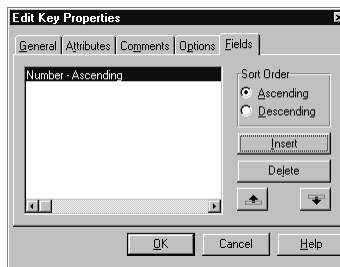 Edit Key Properties
General Attributes Comments Options Fields
Number - Ascending
Sort Order
Ascending
Descending
Insert
Delete
OK Cancel Help